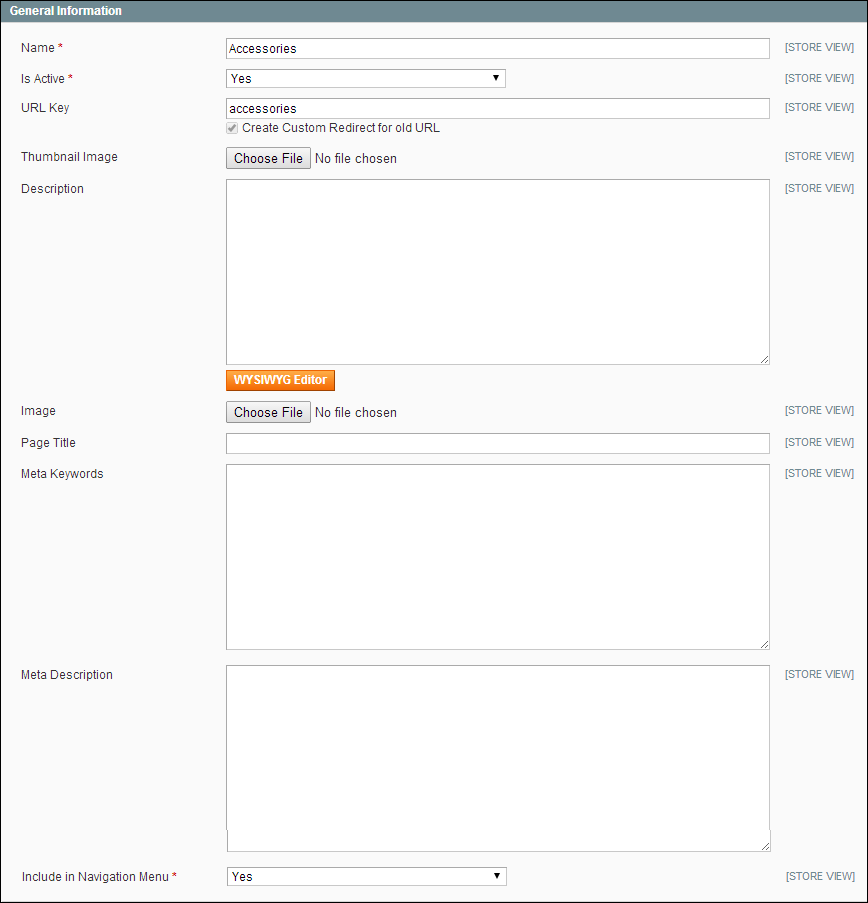 General Information
Name * Accessories [STORE VIEW]
Is Active * Yes [STORE VIEW]
URL Key accessories [STORE VIEW]
Create Custom Redirect for old URL
Thumbnail Image Choose File No file chosen [STORE VIEW]
Description [STORE VIEW]
WYSIWYG Editor
Image Choose File No file chosen [STORE VIEW]
Page Title [STORE VIEW]
Meta Keywords [STORE VIEW]
Meta Description [STORE VIEW]
Include in Navigation Menu * Yes [STORE VIEW]